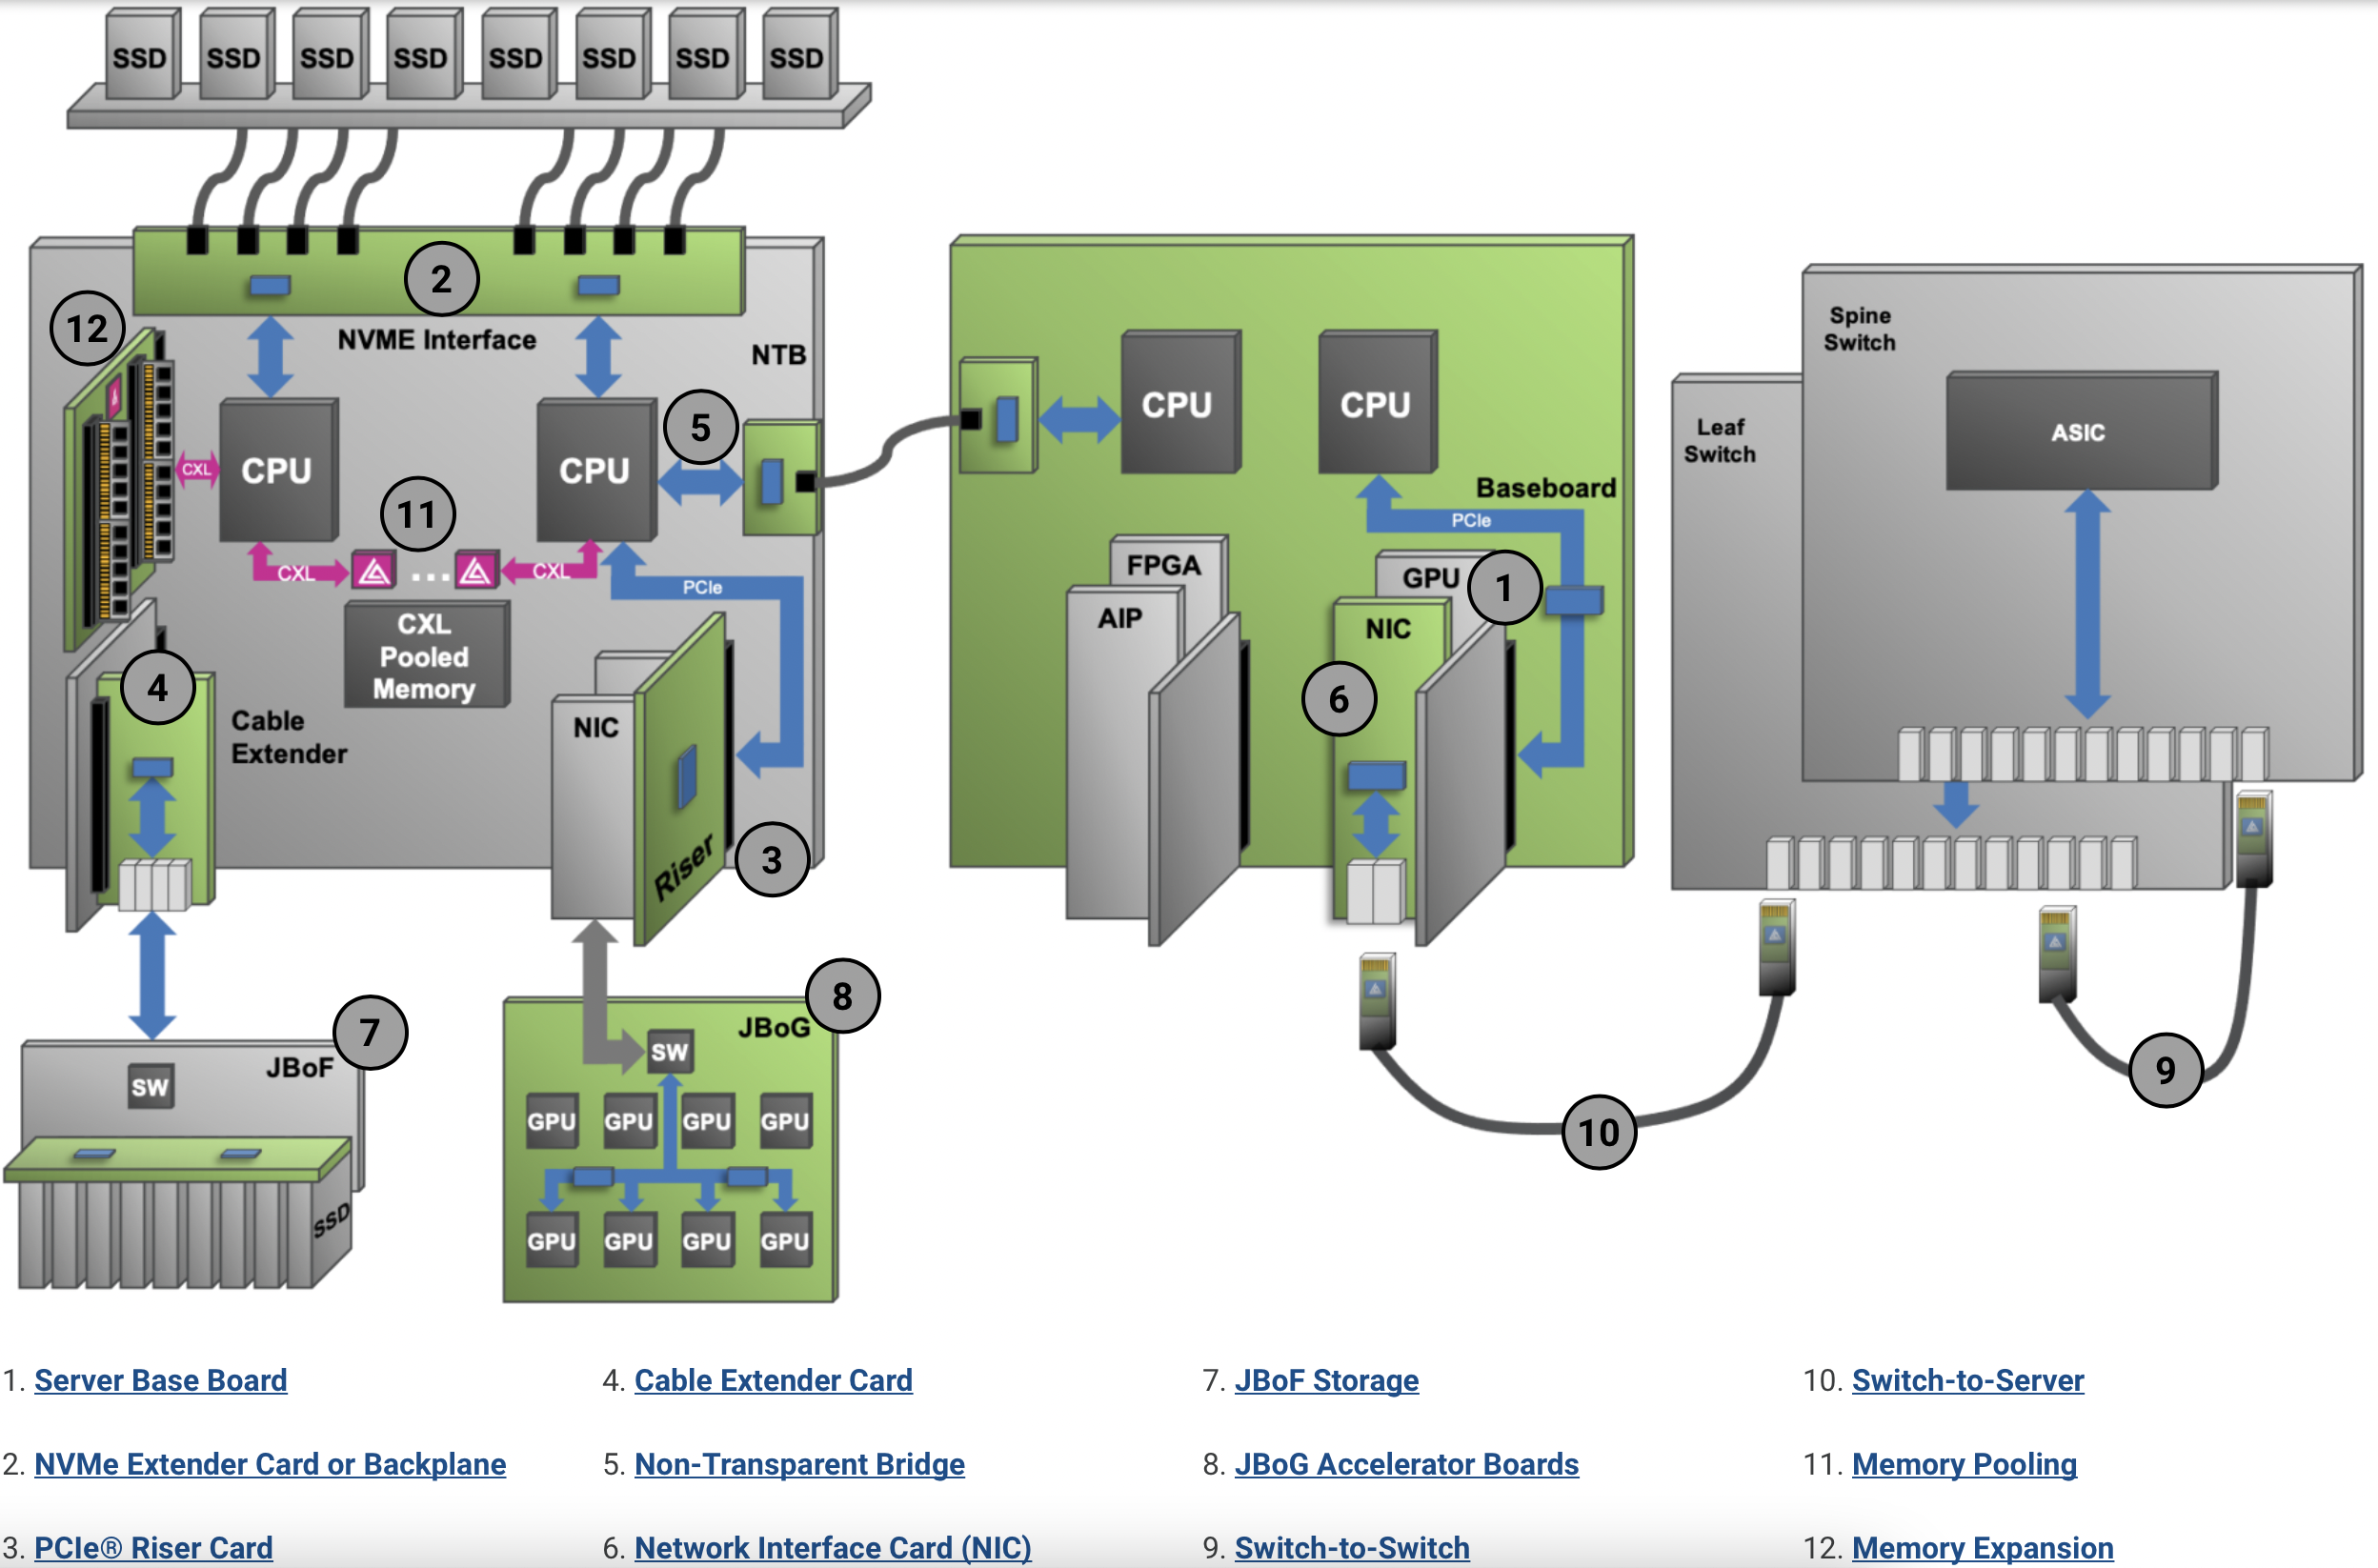 SSD SSD SSD SSD SSD SSD SSD SSD
2
12
NVME Interface
NTB
5
CPU
CPU
CXL
11
CXL
CXL
PCIe
CXL
Pooled
Memory
4
Cable
Extender
NIC
Riser
3
7
JBoF
SW
SSD
8
JBoG
SW
GPU GPU GPU GPU
GPU GPU GPU GPU
CPU
CPU
Baseboard
PCIe
FPGA
AIP
GPU
1
NIC
6
Spine
Switch
Leaf
Switch
ASIC
9
10
1. Server Base Board
2. NVMe Extender Card or Backplane
3. PCIe® Riser Card
4. Cable Extender Card
5. Non-Transparent Bridge
6. Network Interface Card (NIC)
7. JBoF Storage
8. JBoG Accelerator Boards
9. Switch-to-Switch
10. Switch-to-Server
11. Memory Pooling
12. Memory Expansion